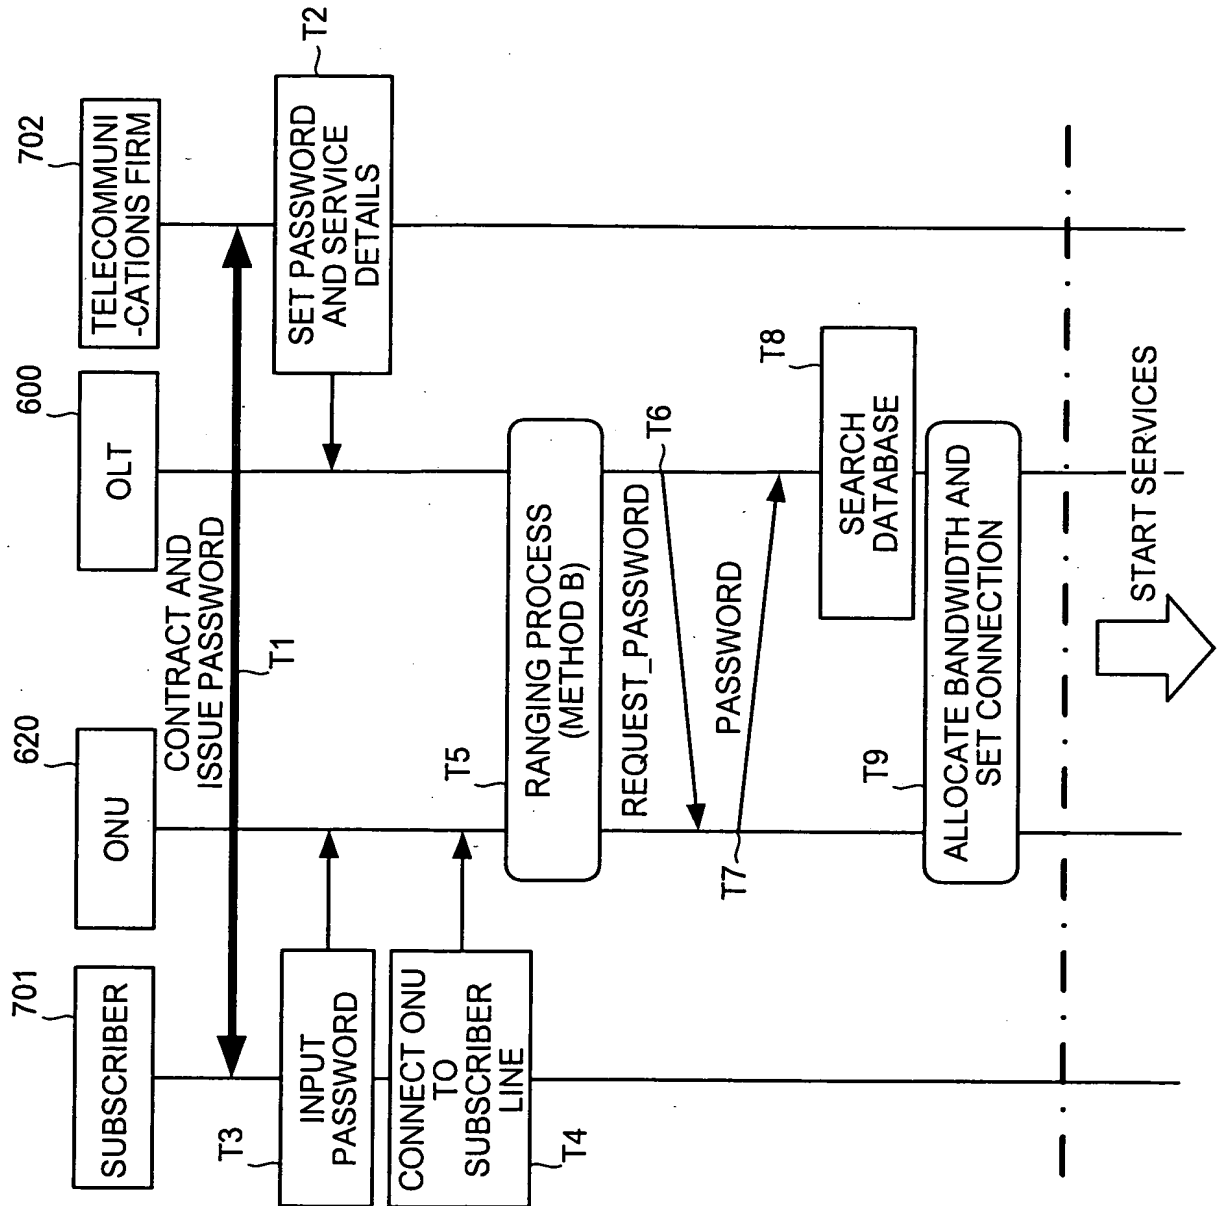 701
SUBSCRIBER
620
ONU
600
OLT
702
TELECOMMUNI
-CATIONS FIRM
CONTRACT AND
ISSUE PASSWORD
T1
T2
SET PASSWORD
AND SERVICE
DETAILS
T3
INPUT
PASSWORD
CONNECT ONU
TO
SUBSCRIBER
LINE
T4
T5
RANGING PROCESS
(METHOD B)
REQUEST_PASSWORD
T6
PASSWORD
T7
T8
SEARCH
DATABASE
T9
ALLOCATE BANDWIDTH AND
SET CONNECTION
START SERVICES